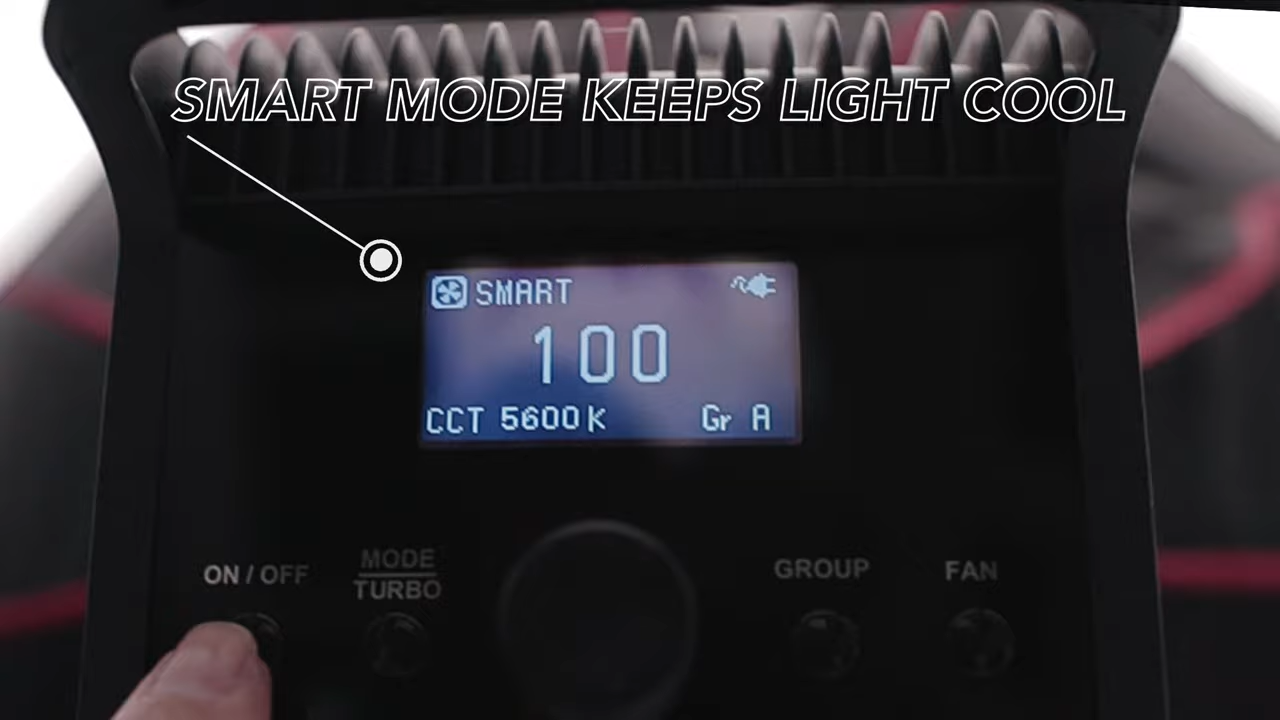 SMART MODE KEEPS LIGHT COOL
SMART
100
CCT 5600K
Gr A
ON / OFF
MODE
TURBO
GROUP
FAN